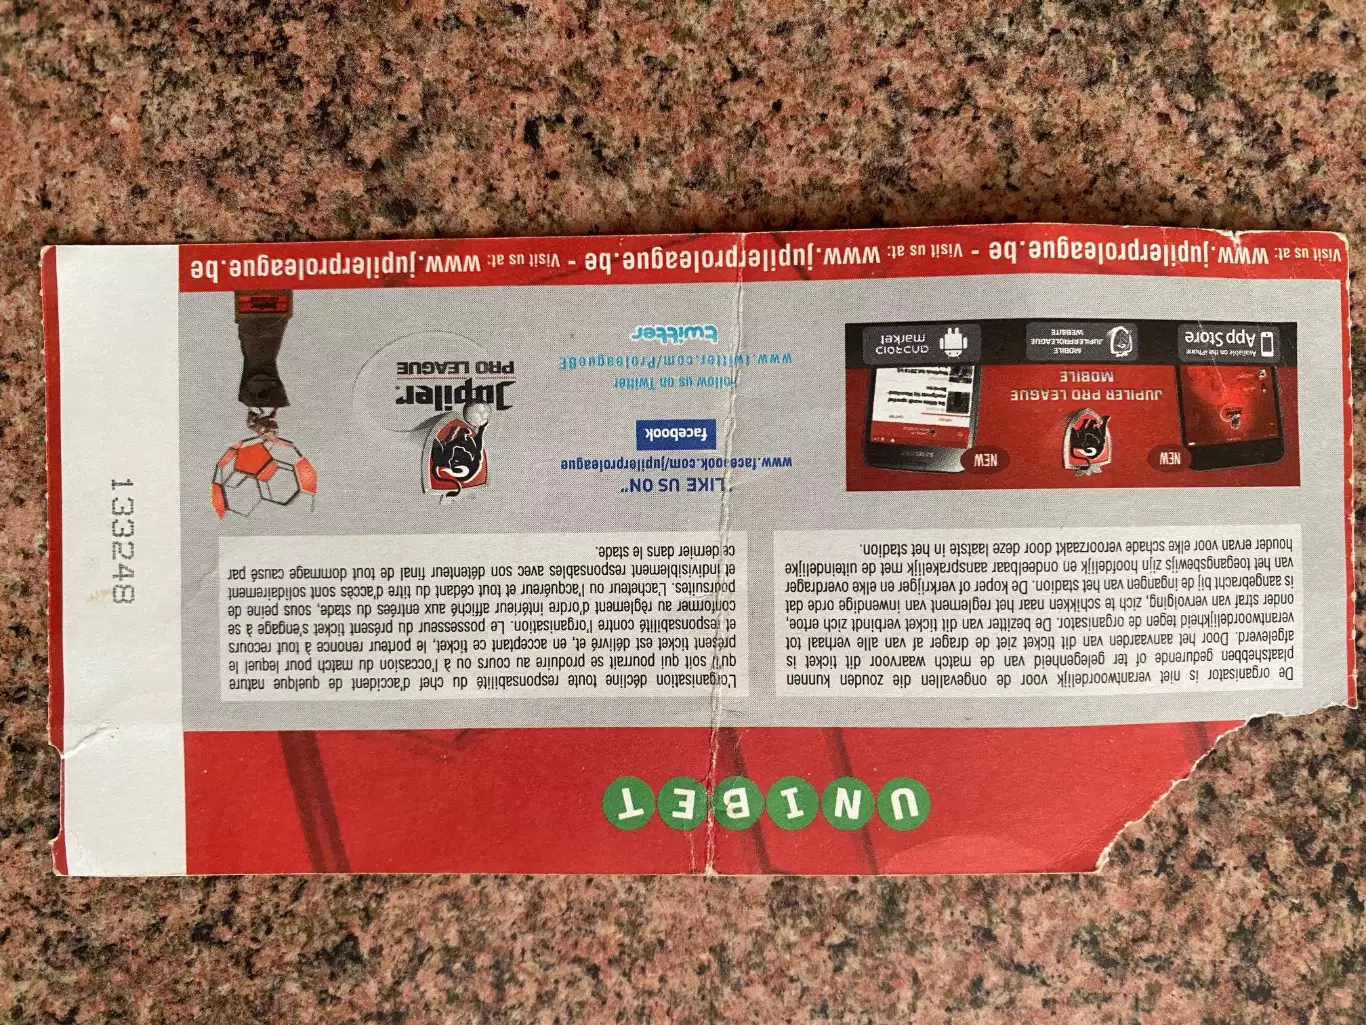 UNIBET
De organisator is niet verantwoordelijk voor de ongevallen die zouden kunnen
plaatshebben gedurende of ter gelegenheid van de match waarvoor dit ticket is
afgeleverd. Door het aanvaarden van dit ticket ziet de drager af van alle verhaal tot
verantwoordelijkheid tegen de organisator. De bezitter van dit ticket verbindt zich ertoe,
onder straf van vervolging, zich te schikken naar het reglement van inwendige orde dat
is aangebracht bij de ingangen van het stadion. De koper of verkrijger en elke overdrager
van het toegangsbewijs zijn hoofdelijk en ondeelbaar aansprakelijk met de uiteindelijke
houder ervan voor elke schade veroorzaakt door deze laatste in het stadion.
L'organisation décline toute responsabilité du chef d'accident de quelque nature
qu'il soit qui pourrait se produire au cours ou à l'occasion du match pour lequel le
présent ticket est délivré et, en acceptant ce ticket, le porteur renonce à tout recours
et responsabilité contre l'organisation. Le possesseur du présent ticket s'engage à se
conformer au règlement d'ordre intérieur affiché aux entrées du stade, sous peine de
poursuites. L'acheteur ou l'acquéreur et tout cédant du titre d'accès sont solidairement
et indivisiblement responsables avec son détenteur final de tout dommage causé par
ce dernier dans le stade.
NEW
NEW
JUPILER PRO LEAGUE
MOBILE
Available on the iPhone
App Store
MOBILE
JUPILERPROLEAGUE
WEBSITE
ANDROID
market
SAMSUNG
"LIKE US ON"
www.facebook.com/jupilerproleague
facebook
Follow us on Twitter
www.twitter.com/ProleagueBE
twitter
Jupiler
PRO LEAGUE
Visit us at: www.jupilerproleague.be - Visit us at: www.jupilerproleague.be - Visit us at: www.jupilerproleague.be
133248